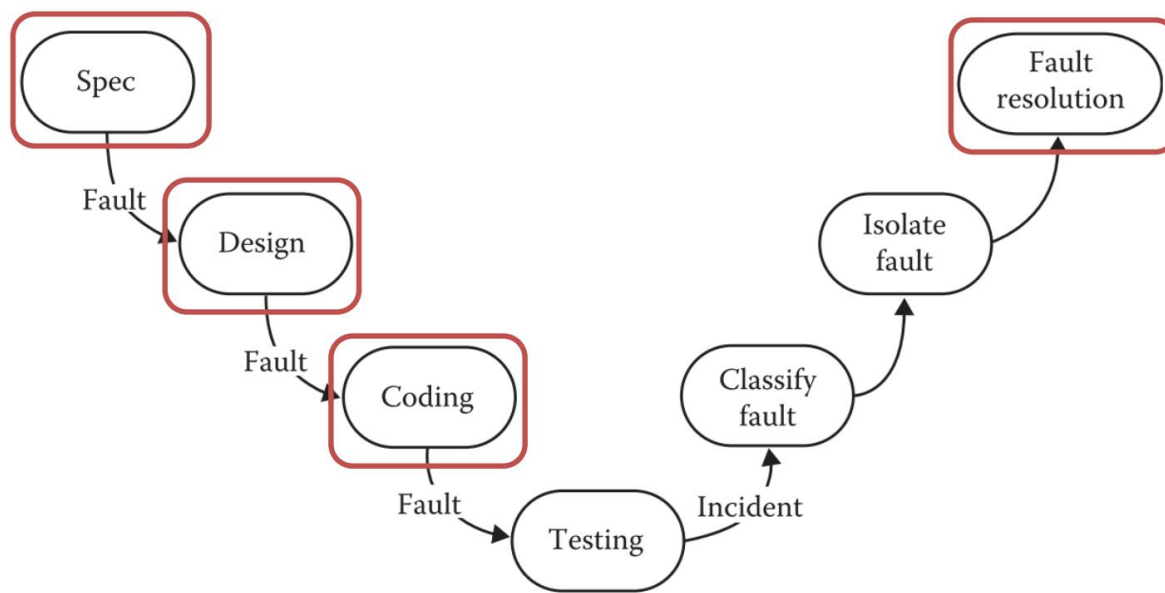 Spec
Fault
resolution
Fault
Design
Isolate
fault
Fault
Coding
Classify
fault
Fault
Incident
Testing